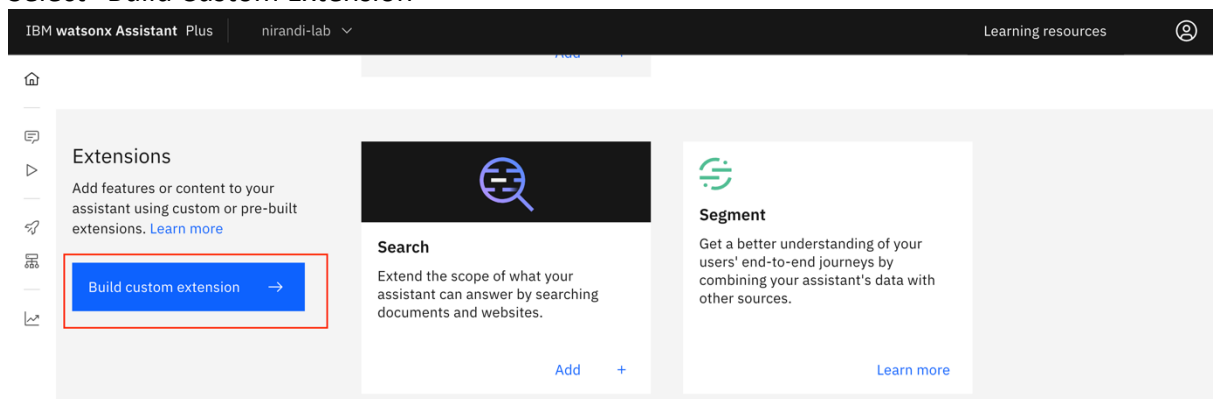 Select "Build Custom Extension"
IBM watsonx Assistant Plus
nirandi-lab
Learning resources
Add +
Extensions
Add features or content to your
assistant using custom or pre-built
extensions. Learn more
Build custom extension →
Search
Extend the scope of what your
assistant can answer by searching
documents and websites.
Add +
Segment
Get a better understanding of your
users' end-to-end journeys by
combining your assistant's data with
other sources.
Learn more